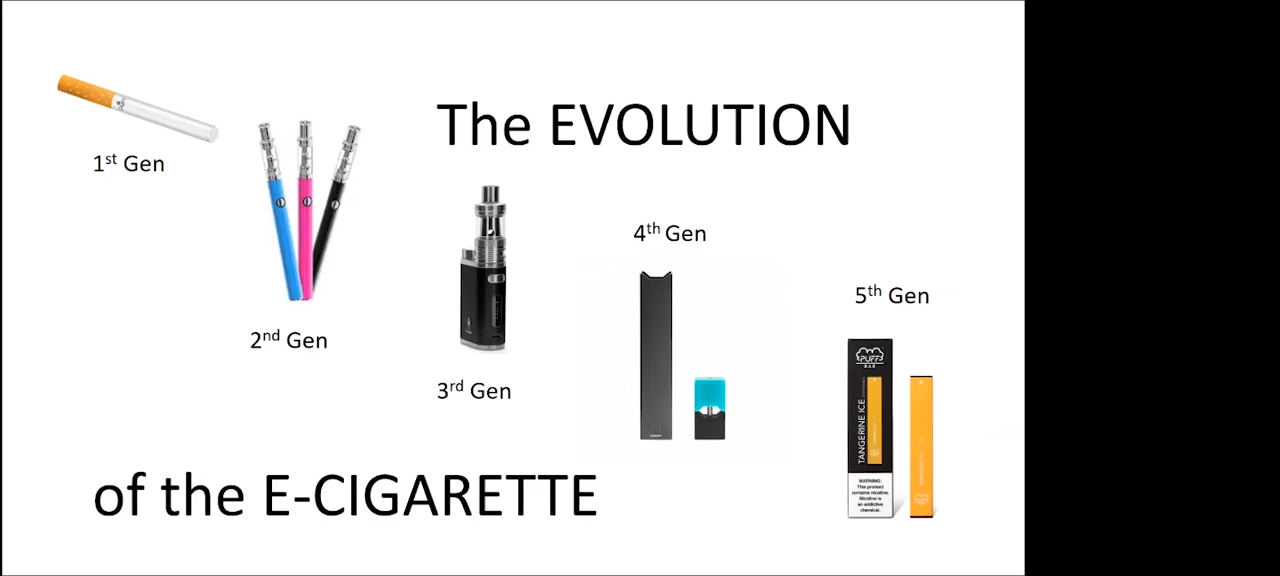 The EVOLUTION
1st Gen
2nd Gen
3rd Gen
4th Gen
5th Gen
PUFF
BAR
TANGERINE ICE
WARNING:
This product
contains nicotine.
Nicotine is
an addictive
chemical.
of the E-CIGARETTE